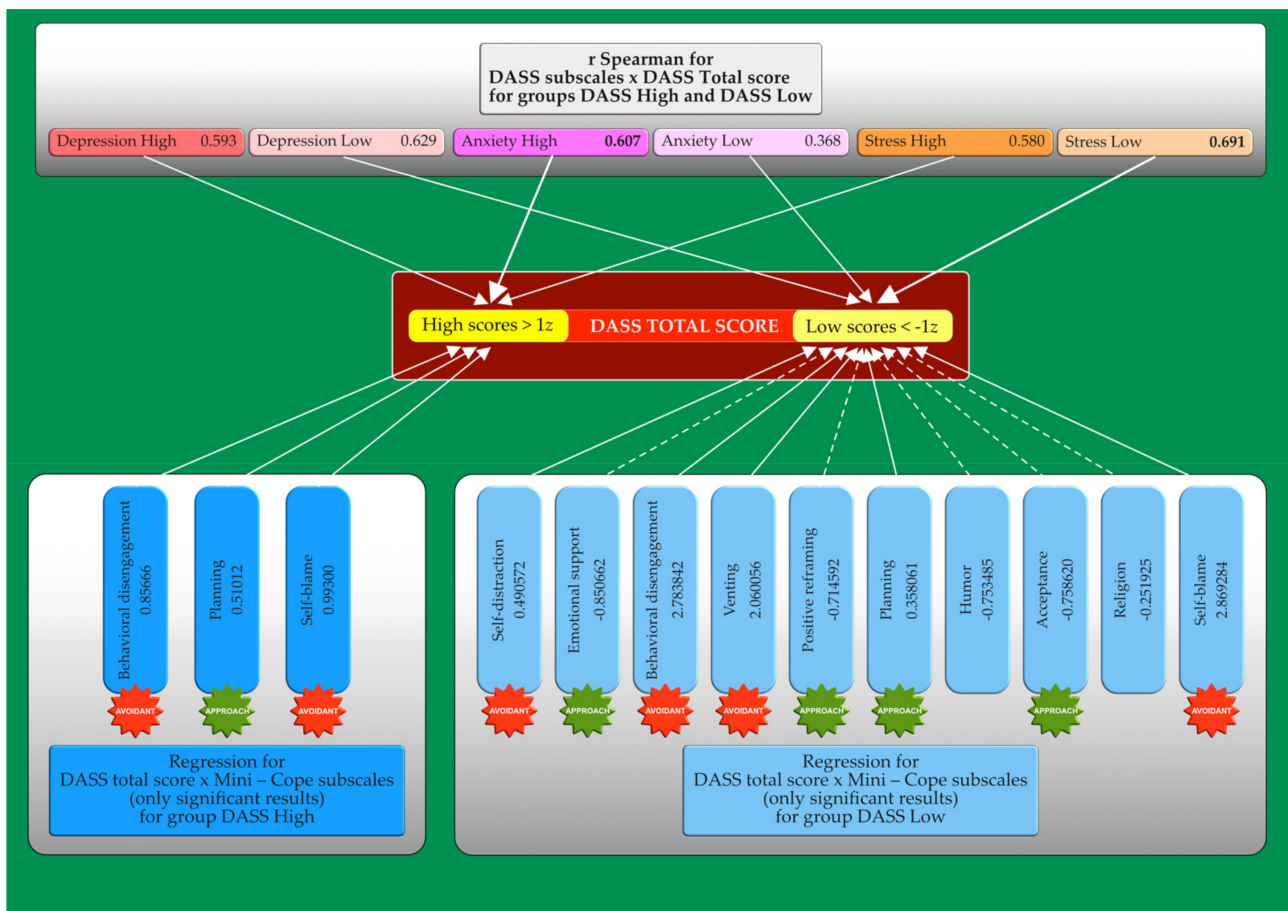 r Spearman for
DASS subscales x DASS Total score
for groups DASS High and DASS Low
Depression High 0.593
Depression Low 0.629
Anxiety High 0.607
Anxiety Low 0.368
Stress High 0.580
Stress Low 0.691
High scores > 1z
DASS TOTAL SCORE
Low scores < -1z
Behavioral disengagement
0.85666
AVOIDANT
Planning
0.51012
APPROACH
Self-blame
0.99300
AVOIDANT
Regression for
DASS total score x Mini – Cope subscales
(only significant results)
for group DASS High
Self-distraction
0.490572
AVOIDANT
Emotional support
-0.850662
APPROACH
Behavioral disengagement
2.783842
AVOIDANT
Venting
2.060056
AVOIDANT
Positive reframing
-0.714592
APPROACH
Planning
0.358061
APPROACH
Humor
-0.753485
Acceptance
-0.758620
APPROACH
Religion
-0.251925
Self-blame
2.869284
AVOIDANT
Regression for
DASS total score x Mini – Cope subscales
(only significant results)
for group DASS Low